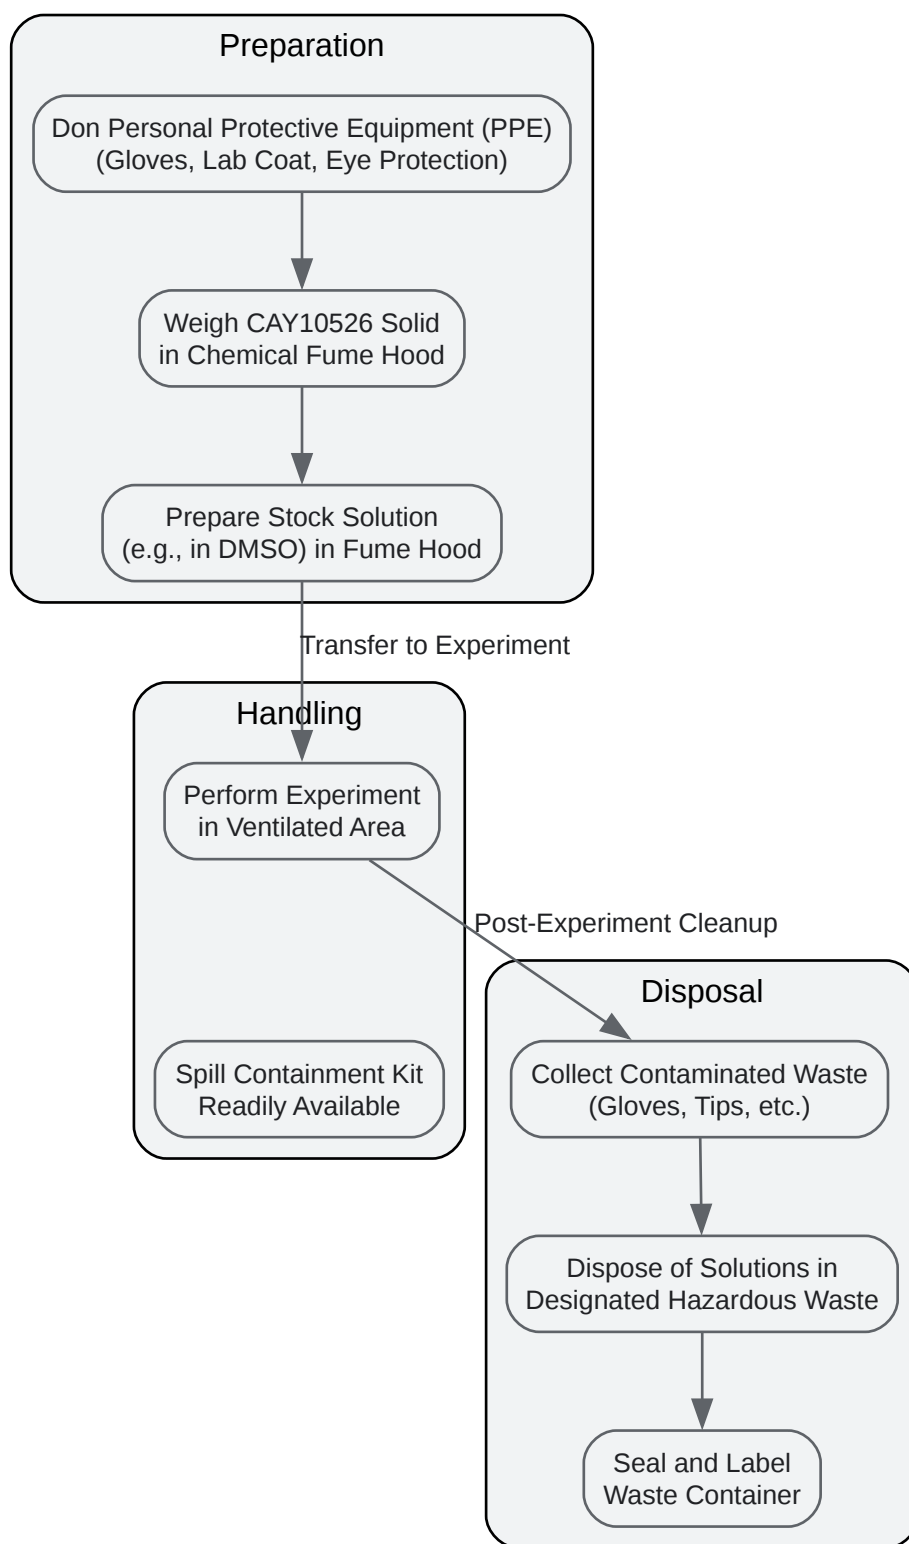 Preparation
Don Personal Protective Equipment (PPE)
(Gloves, Lab Coat, Eye Protection)
Weigh CAY10526 Solid
in Chemical Fume Hood
Prepare Stock Solution
(e.g., in DMSO) in Fume Hood
Transfer to Experiment
Handling
Perform Experiment
in Ventilated Area
Post-Experiment Cleanup
Spill Containment Kit
Readily Available
Disposal
Collect Contaminated Waste
(Gloves, Tips, etc.)
Dispose of Solutions in
Designated Hazardous Waste
Seal and Label
Waste Container